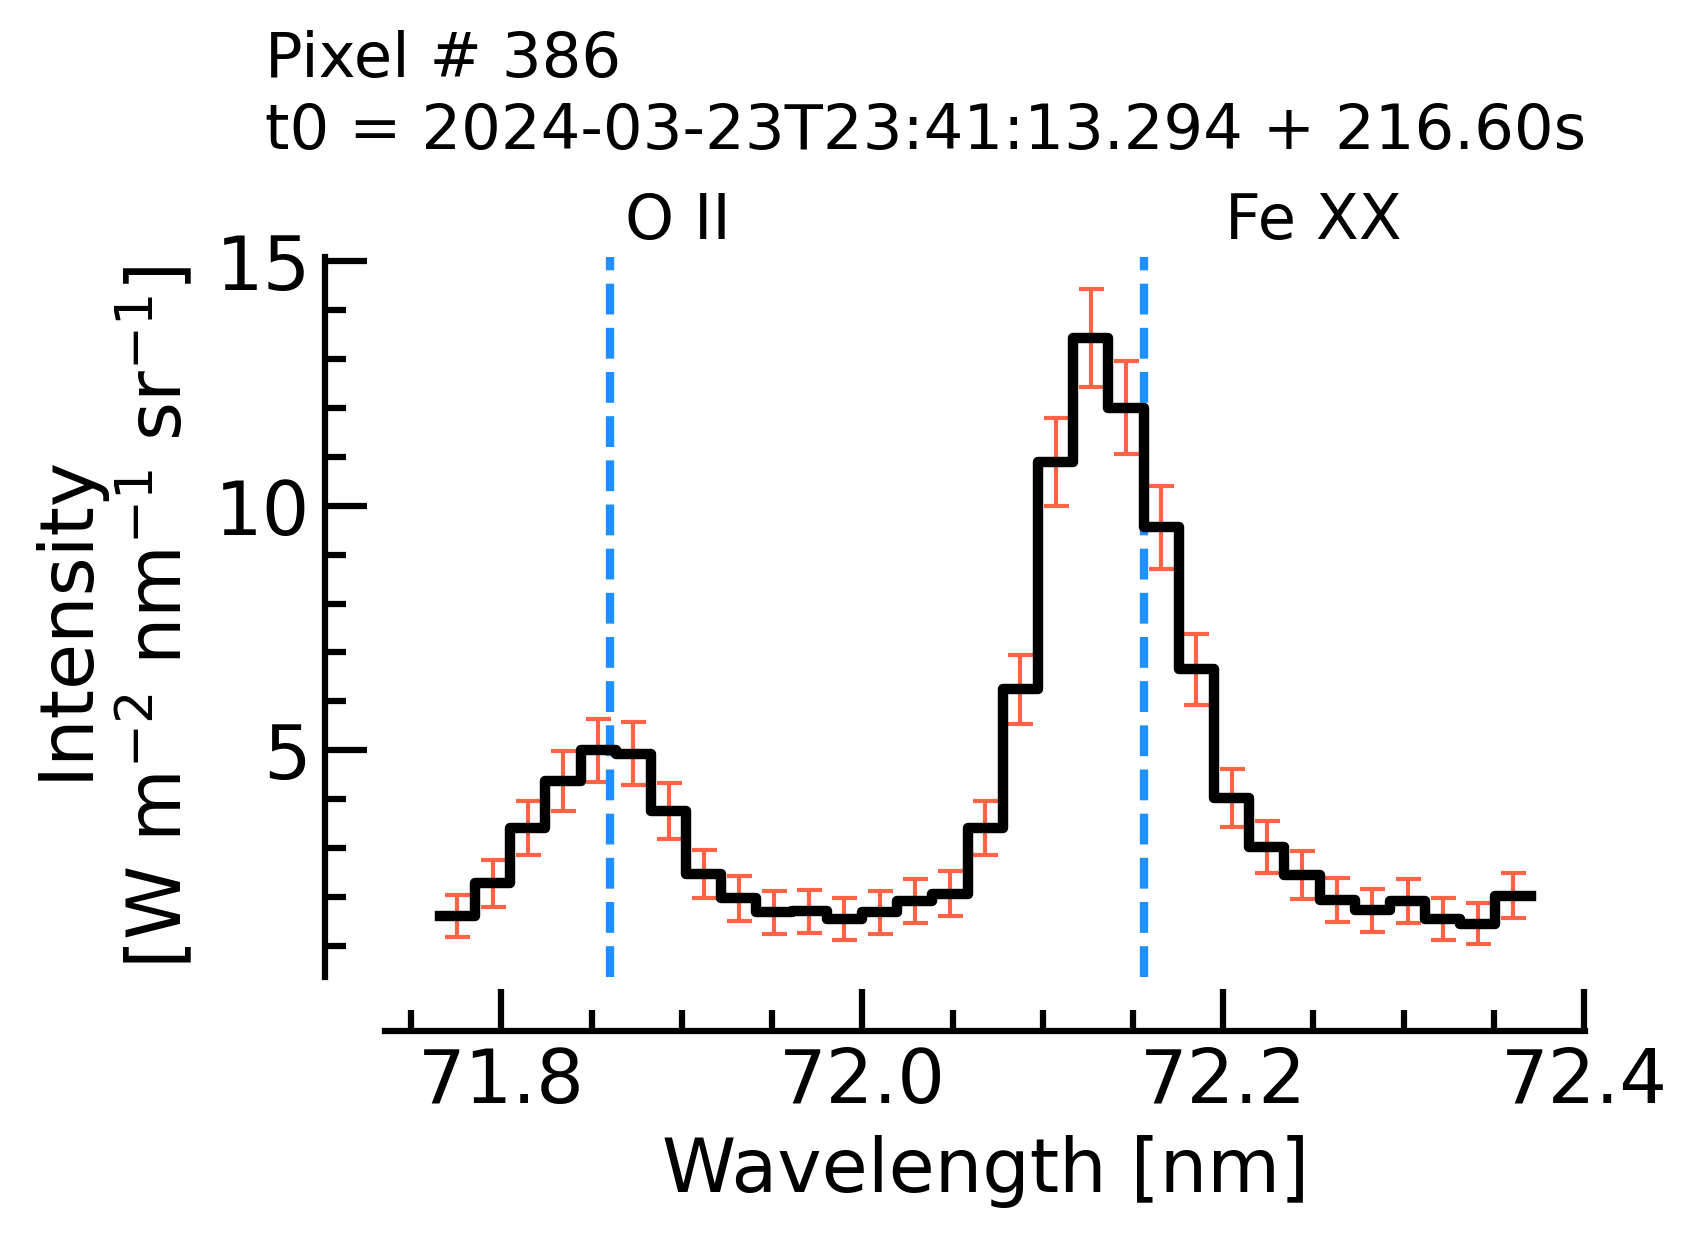 Pixel # 386
t0 = 2024-03-23T23:41:13.294 + 216.60s
O II
Fe XX
Intensity
[W m⁻² nm⁻¹ sr⁻¹]
15
10
5
71.8
72.0
72.2
72.4
Wavelength [nm]